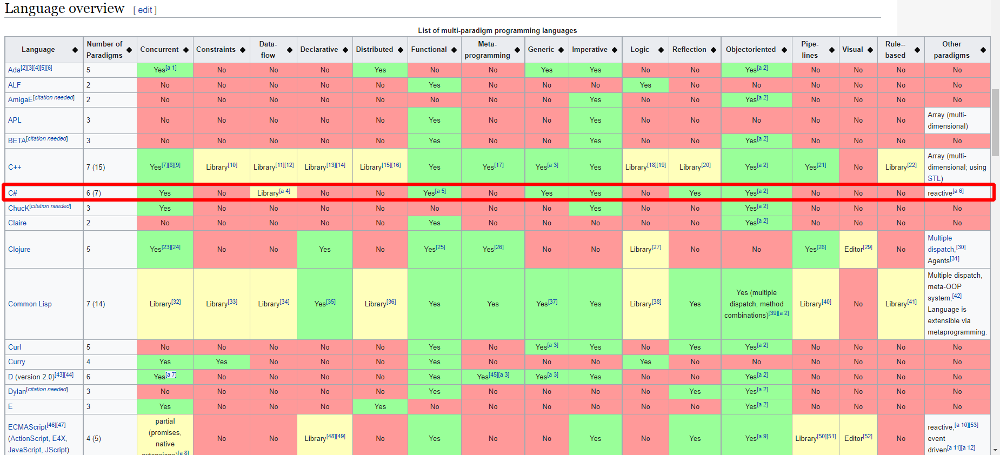 Language overview [ edit ]
List of multi-paradigm programming languages
Language Number of Paradigms Concurrent Constraints Data-flow Declarative Distributed Functional Meta-programming Generic Imperative Logic Reflection Objectoriented Pipe-lines Visual Rule--based Other paradigms
Ada[2][3][4][5][6] 5 Yes[a 1] No No No Yes No No Yes Yes No No Yes[a 2] No No No No
ALF 2 No No No No No Yes No No No Yes No No No No No No
AmigaE[citation needed] 2 No No No No No No No No Yes No No Yes[a 2] No No No No
APL 3 No No No No No Yes No No Yes No No No No No No Array (multi-dimensional)
BETA[citation needed] 3 No No No No No Yes No No Yes No No Yes[a 2] No No No No
C++ 7 (15) Yes[7][8][9] Library[10] Library[11][12] Library[13][14] Library[15][16] Yes Yes[17] Yes[a 3] Yes Library[18][19] Library[20] Yes[a 2] Yes[21] No Library[22] Array (multi-dimensional; using STL)
C# 6 (7) Yes No Library[a 4] No No Yes[a 5] No Yes Yes No Yes Yes[a 2] No No No reactive[a 6]
ChucK[citation needed] 3 Yes No No No No No No No Yes No No Yes[a 2] No No No No
Claire 2 No No No No No Yes No No No No No Yes[a 2] No No No No
Clojure 5 Yes[23][24] No No Yes No Yes[25] Yes[26] No No Library[27] No No Yes[28] Editor[29] No Multiple dispatch,[30] Agents[31]
Common Lisp 7 (14) Library[32] Library[33] Library[34] Yes[35] Library[36] Yes Yes Yes[37] Yes Library[38] Yes Yes (multiple dispatch, method combinations)[39][a 2] Library[40] No Library[41] Multiple dispatch, meta-OOP system,[42] Language is extensible via metaprogramming.
Curl 5 No No No No No Yes No Yes[a 3] Yes No Yes Yes[a 2] No No No No
Curry 4 Yes Yes No No No Yes No No No Yes No No No No No No
D (version 2.0)[43][44] 6 Yes[a 7] No No No No Yes Yes[45][a 3] Yes[a 3] Yes No No Yes[a 2] No No No No
Dylan[citation needed] 3 No No No No No Yes No No No No Yes Yes[a 2] No No No No
E 3 Yes No No No Yes No No No No No No Yes[a 2] No No No No
ECMAScript[46][47] (ActionScript, E4X, JavaScript, JScript) 4 (5) partial (promises, native extensions)[a 8] No No Library[48][49] No Yes No No Yes No Yes Yes[a 9] Library[50][51] Editor[52] No reactive,[a 10][53] event driven[a 11][a 12]